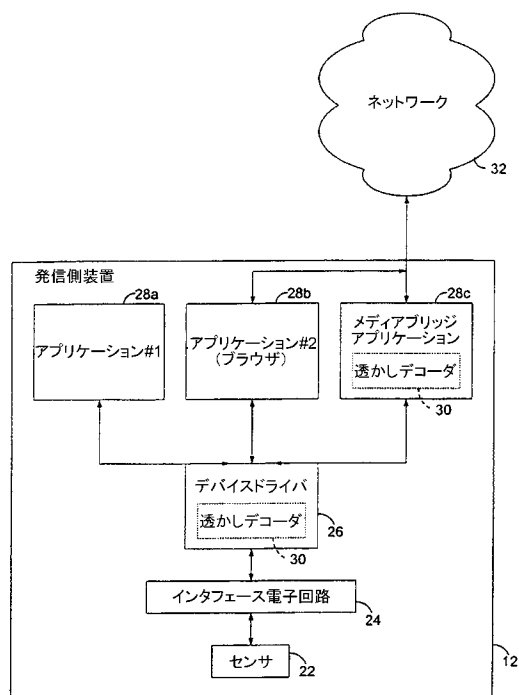 ネットワーク
32
発信側装置
28a
28b
28c
アプリケーション#1
アプリケーション#2
(ブラウザ)
メディアブリッジ
アプリケーション
透かしデコーダ
30
デバイスドライバ
透かしデコーダ
26
30
インタフェース電子回路
24
センサ
22
12